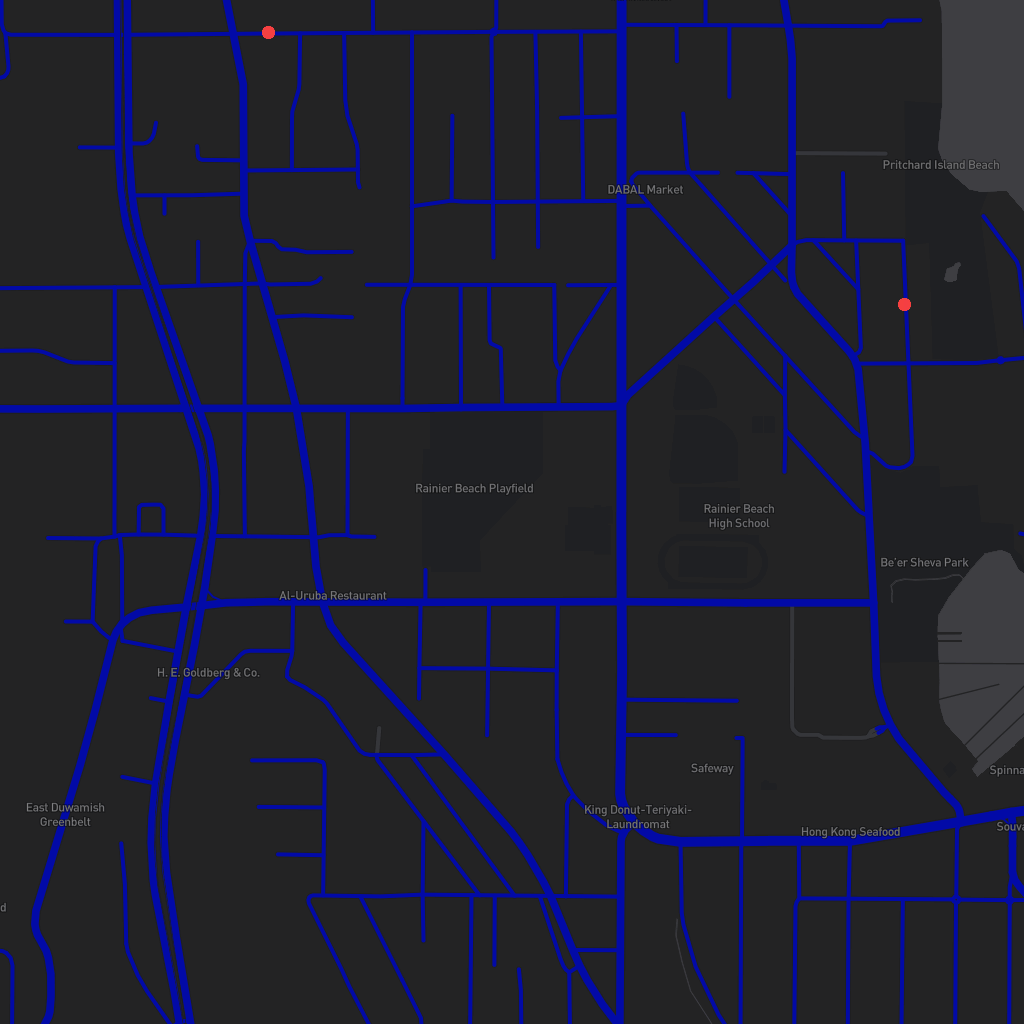 Pritchard Island Beach
DABAL Market
Rainier Beach Playfield
Rainier Beach
High School
Be'er Sheva Park
Al-Uruba Restaurant
H. E. Goldberg & Co.
Safeway
Spinna
East Duwamish
Greenbelt
King Donut-Teriyaki-
Laundromat
Hong Kong Seafood
Souva
d